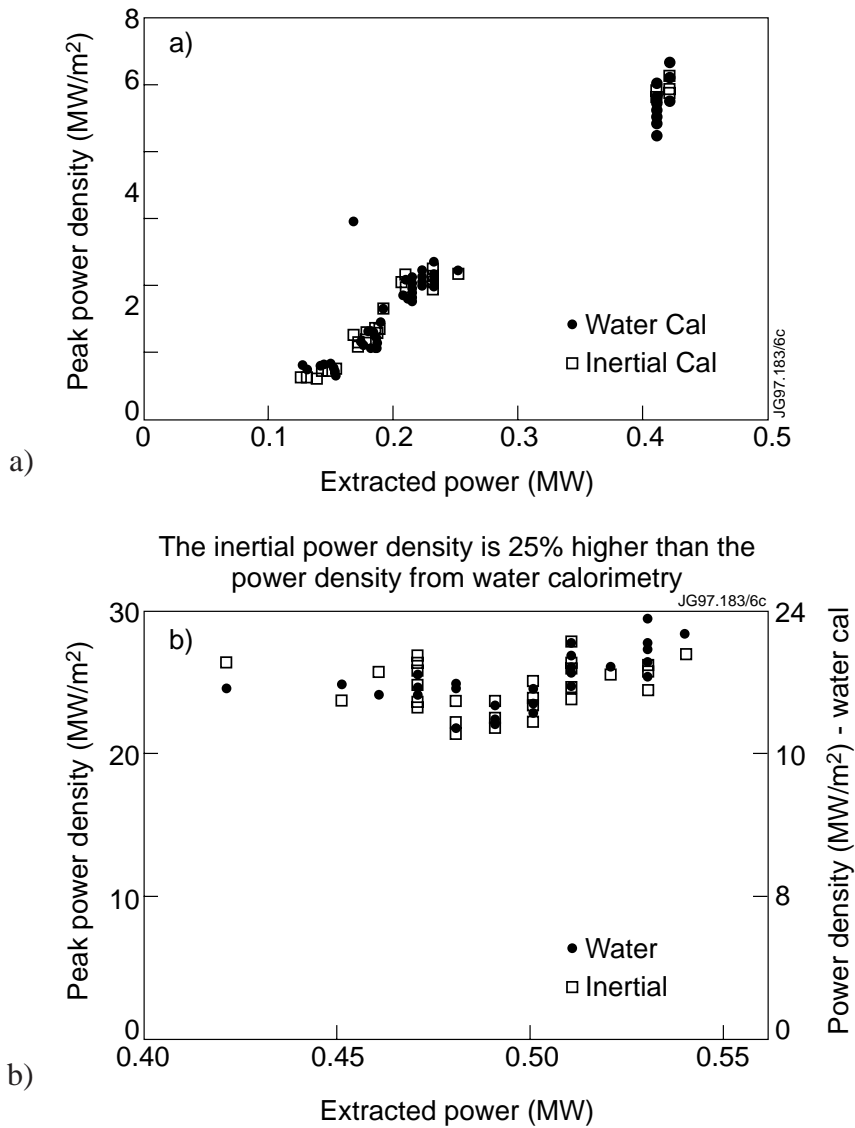 8
a)
6
4
2
0
Peak power density (MW/m²)
Water Cal
Inertial Cal
JG97.183/6c
0
0.1
0.2
0.3
0.4
0.5
a)
Extracted power (MW)
The inertial power density is 25% higher than the
power density from water calorimetry
JG97.183/6c
30
b)
24
20
10
10
8
0
0
Peak power density (MW/m²)
Power density (MW/m²) - water cal
Water
Inertial
0.40
0.45
0.50
0.55
b)
Extracted power (MW)